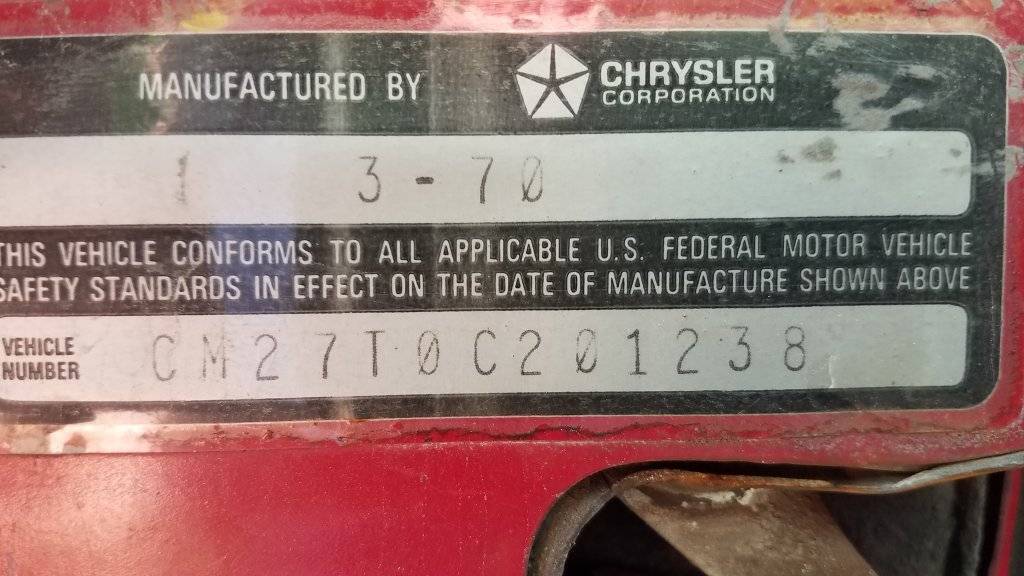 MANUFACTURED BY CHRYSLER CORPORATION
1 3-70
THIS VEHICLE CONFORMS TO ALL APPLICABLE U.S. FEDERAL MOTOR VEHICLE
SAFETY STANDARDS IN EFFECT ON THE DATE OF MANUFACTURE SHOWN ABOVE
VEHICLE NUMBER CM27T0C201238